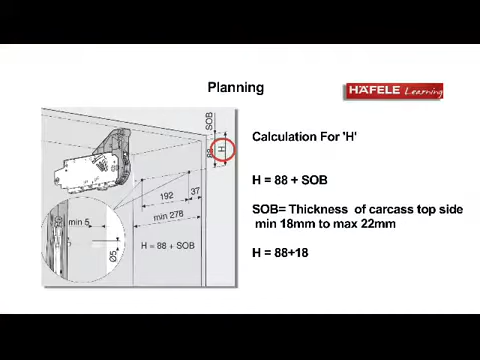 Planning
HÄFELE Learning
SOB
88
H
192
37
min 278
min 5
Ø5
H = 88 + SOB
Calculation For 'H'
H = 88 + SOB
SOB= Thickness of carcass top side
min 18mm to max 22mm
H = 88+18